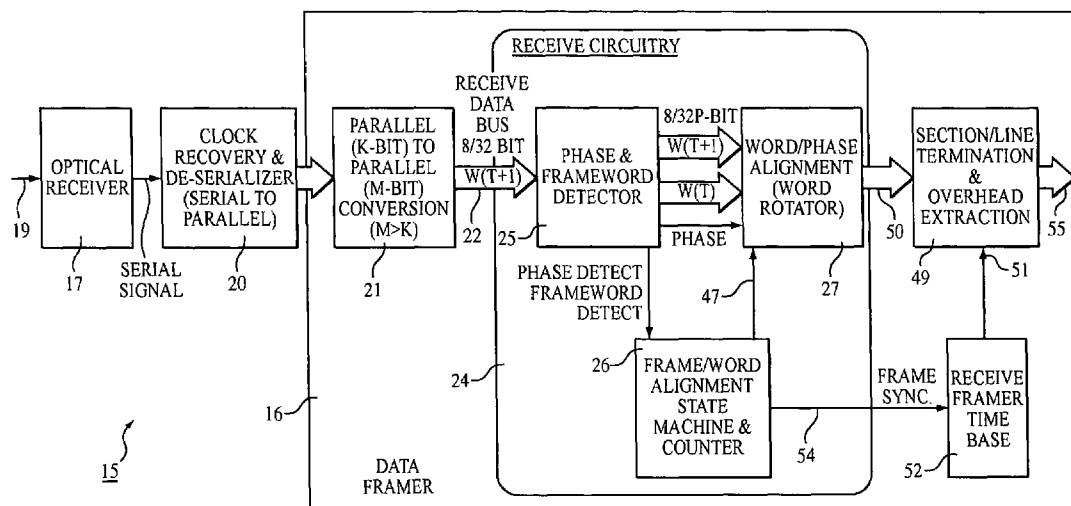 RECEIVE CIRCUITRY
19
OPTICAL
RECEIVER
17
SERIAL
SIGNAL
CLOCK
RECOVERY &
DE-SERIALIZER
(SERIAL TO
PARALLEL)
20
PARALLEL
(K-BIT) TO
PARALLEL
(M-BIT)
CONVERSION
(M>K)
21
RECEIVE
DATA
BUS
8/32 BIT
W(T+1)
22
PHASE &
FRAMEWORD
DETECTOR
25
8/32P-BIT
W(T+1)
W(T)
PHASE
WORD/PHASE
ALIGNMENT
(WORD
ROTATOR)
27
50
SECTION/LINE
TERMINATION
&
OVERHEAD
EXTRACTION
49
55
51
PHASE DETECT
FRAMEWORD
DETECT
47
26
FRAME/WORD
ALIGNMENT
STATE
MACHINE &
COUNTER
FRAME
SYNC.
54
RECEIVE
FRAMER
TIME
BASE
52
24
16
15
DATA
FRAMER